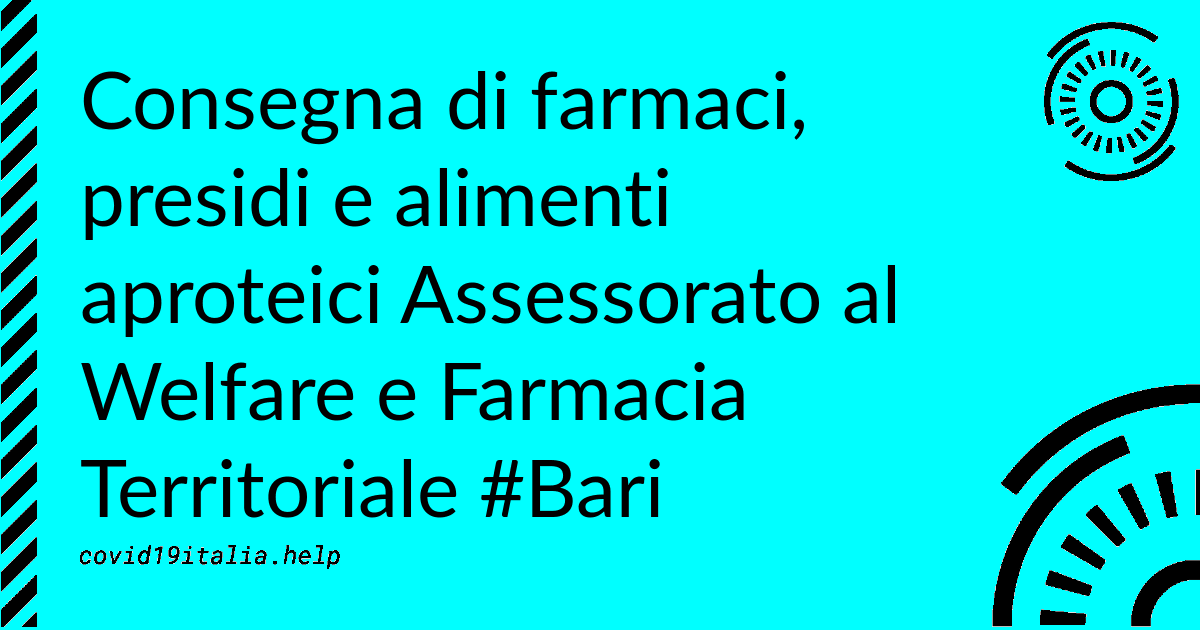 Consegna di farmaci,
presidi e alimenti
aproteici Assessorato al
Welfare e Farmacia
Territoriale #Bari
covid19italia.help